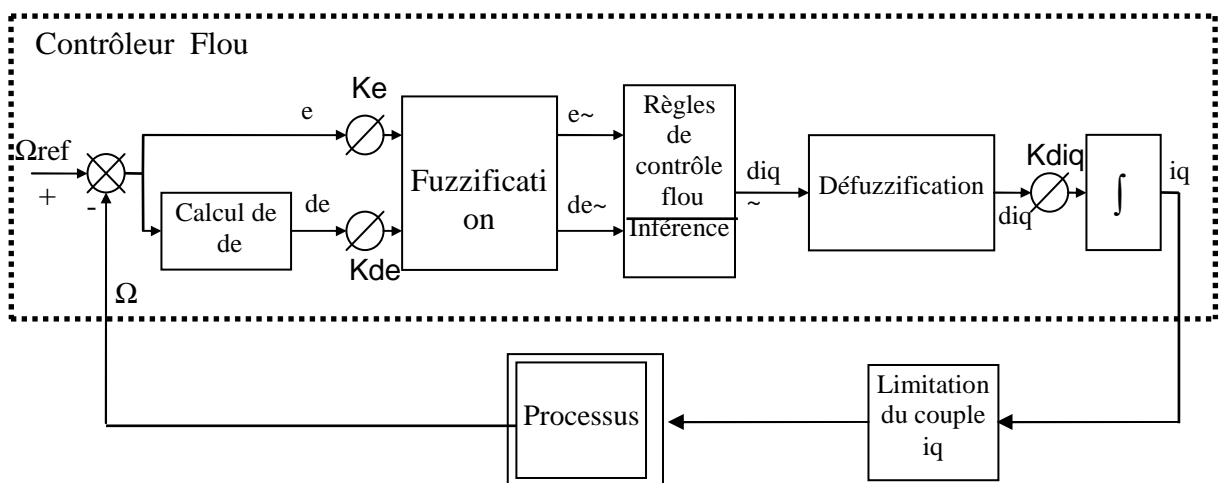 Contrôleur Flou
Ke
e
e~
Règles
de
contrôle
flou
Inférence
Ωref
+
-
Fuzzificati
on
Calcul de
de
de
Kde
de~
diq
~
Défuzzification
diq
Kdiq
∫
iq
Ω
Processus
Limitation
du couple
iq